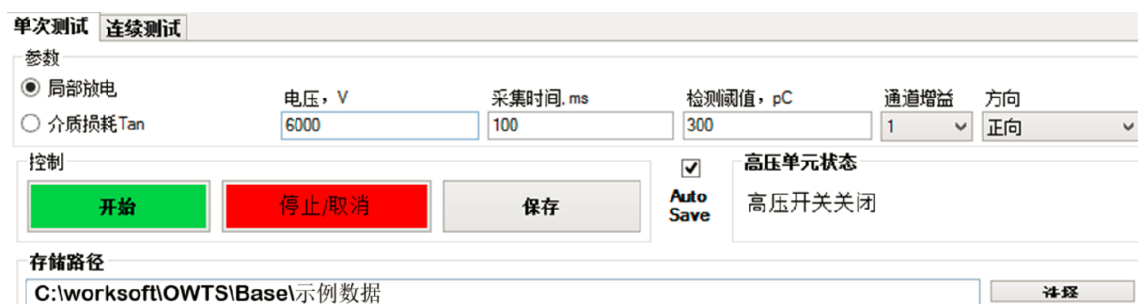 单次测试 连续测试
参数
局部放电
介质损耗Tan
电压，V 采集时间, ms 检测阈值，pC 通道增益 方向
6000 100 300 1 正向
控制
开始 停止/取消 保存
Auto
Save
高压单元状态
高压开关关闭
存储路径
C:\worksoft\OWTS\Base\示例数据 选择